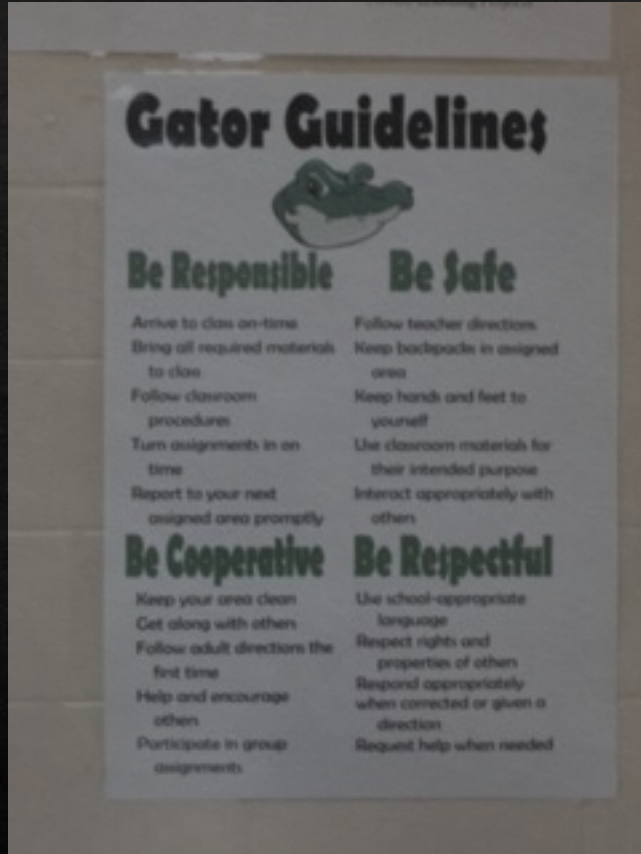 Gator Guidelines
Be Responsible
Arrive to class on-time
Bring all required materials
to class
Follow classroom
procedures
Turn assignments in on
time
Report to your next
assigned area promptly
Be Safe
Follow teacher directions
Keep backpacks in assigned
area
Keep hands and feet to
yourself
Use classroom materials for
their intended purpose
Interact appropriately with
others
Be Cooperative
Keep your area clean
Get along with others
Follow adult directions the
first time
Help and encourage
others
Participate in group
assignments
Be Respectful
Use school-appropriate
language
Respect rights and
properties of others
Respond appropriately
when corrected or given a
direction
Request help when needed